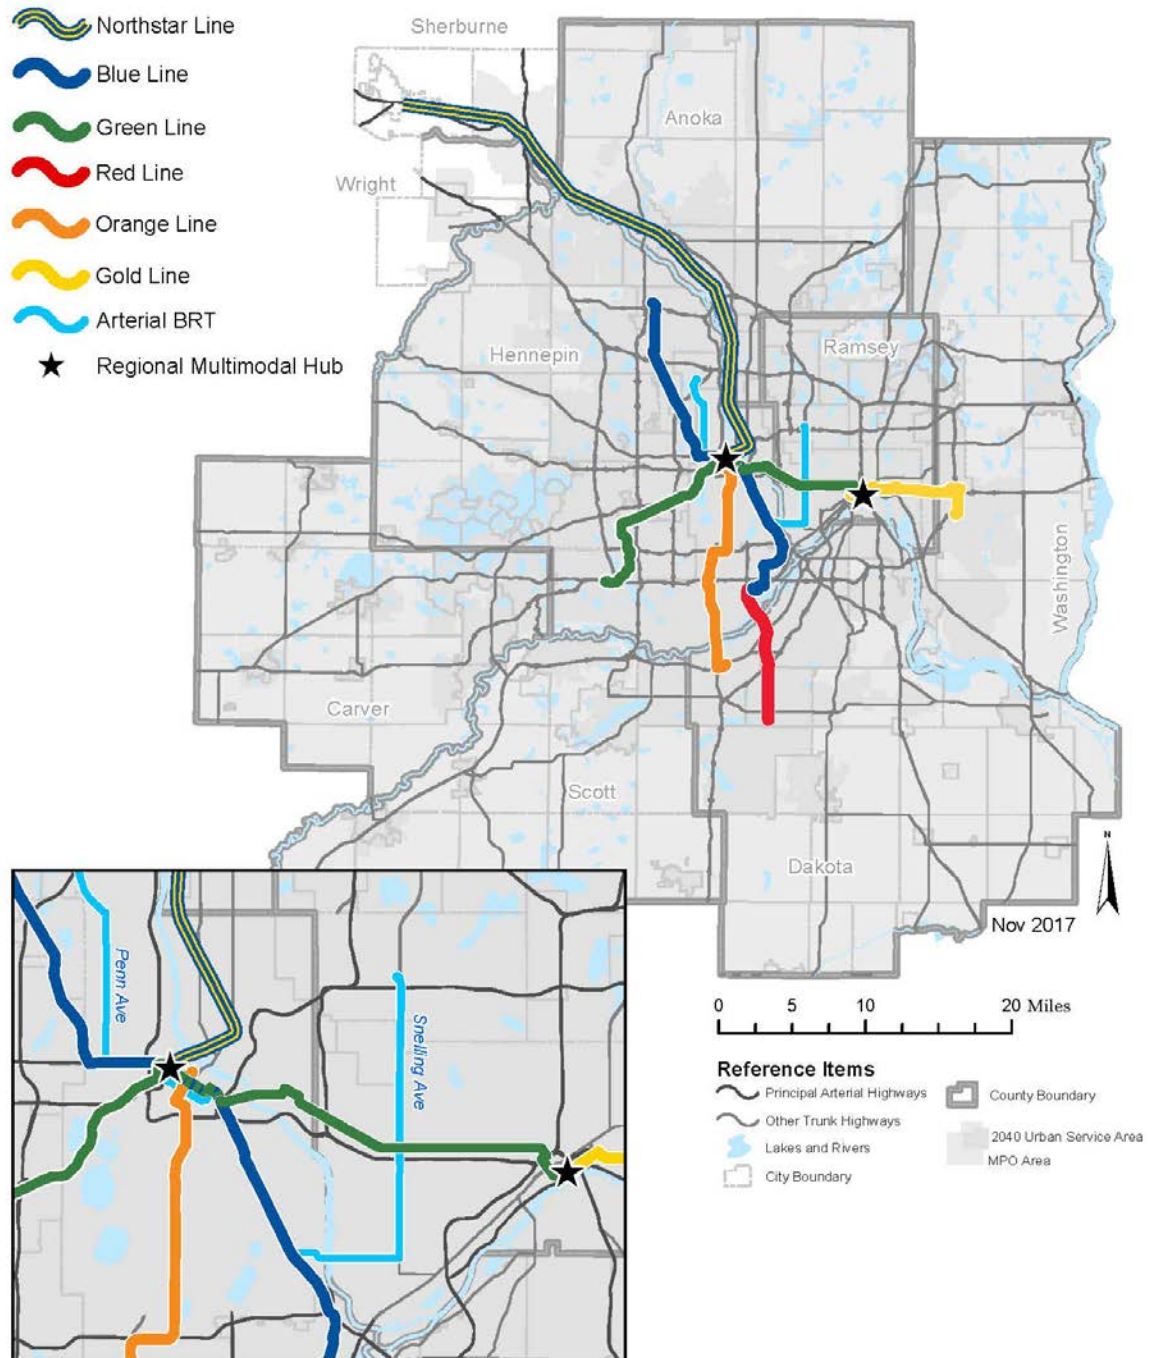 Northstar Line
Blue Line
Green Line
Red Line
Orange Line
Gold Line
Arterial BRT
Regional Multimodal Hub
Sherburne
Anoka
Wright
Hennepin
Ramsey
Washington
Carver
Scott
Dakota
N
Nov 2017
0 5 10 20 Miles
Reference Items
Principal Arterial Highways
Other Trunk Highways
Lakes and Rivers
City Boundary
County Boundary
2040 Urban Service Area
MPO Area
Penn Ave
Snelling Ave